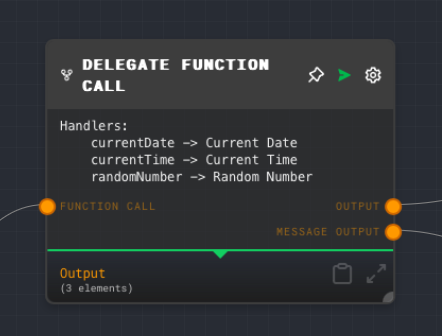 DELEGATE FUNCTION
CALL
Handlers:
currentDate -> Current Date
currentTime -> Current Time
randomNumber -> Random Number
FUNCTION CALL
OUTPUT
MESSAGE OUTPUT
Output
(3 elements)